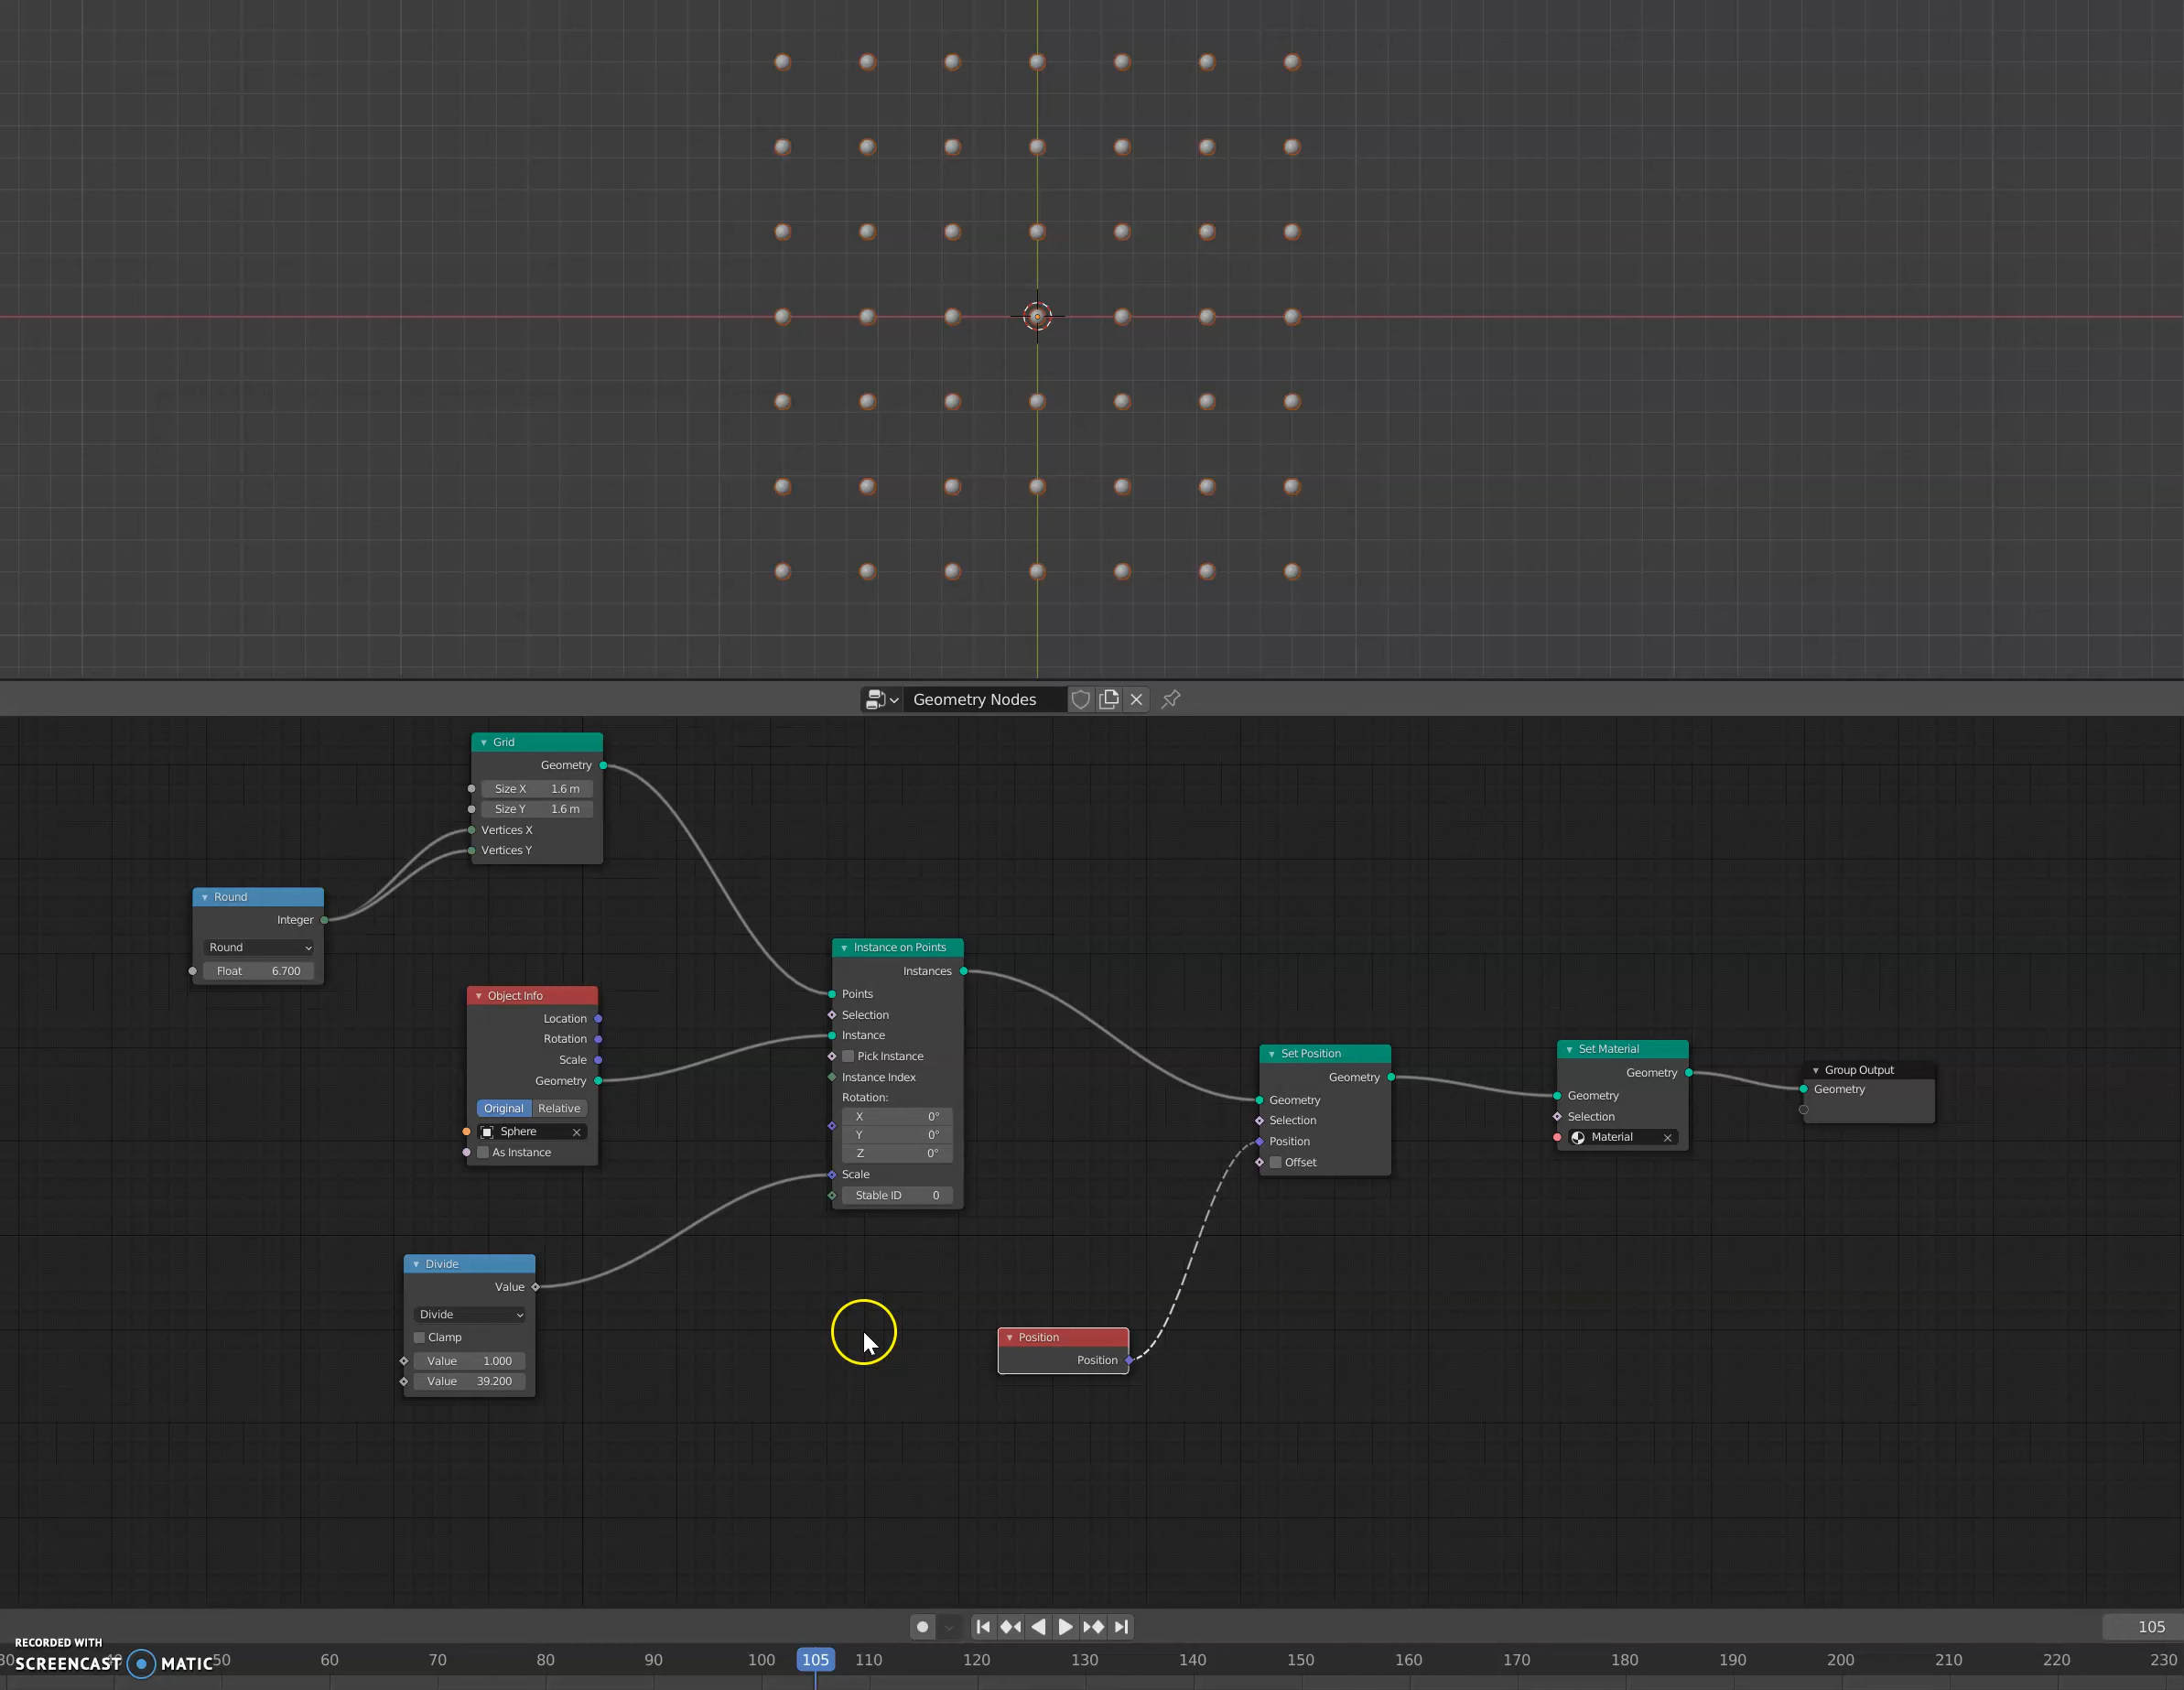 Geometry Nodes
Grid
Geometry
Size X 1.6 m
Size Y 1.6 m
Vertices X
Vertices Y
Round
Integer
Round
Float 6.700
Object Info
Location
Rotation
Scale
Geometry
Original Relative
Sphere
As Instance
Divide
Value
Divide
Clamp
Value 1.000
Value 39.200
Instance on Points
Instances
Points
Selection
Instance
Pick Instance
Instance Index
Rotation:
X 0°
Y 0°
Z 0°
Scale
Stable ID 0
Position
Position
Set Position
Geometry
Geometry
Selection
Position
Offset
Set Material
Geometry
Geometry
Selection
Material
Group Output
Geometry
105
RECORDED WITH
SCREENCAST MATIC
50 60 70 80 90 100 105 110 120 130 140 150 160 170 180 190 200 210 220 230